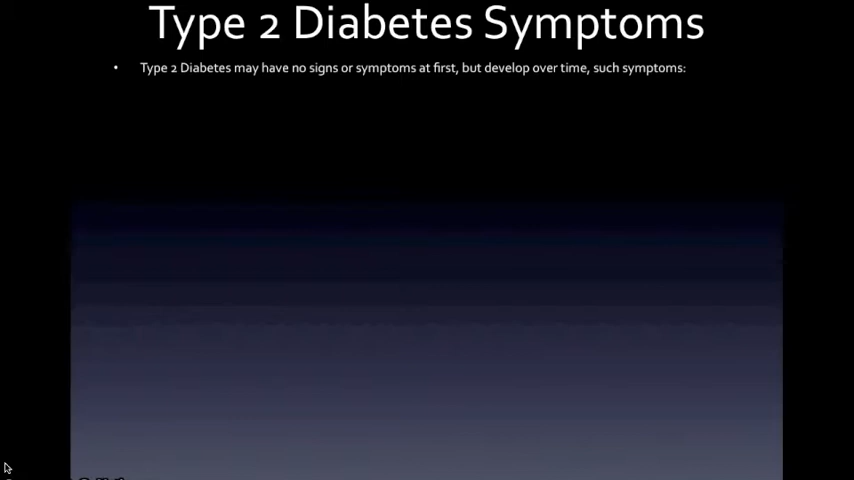 Type 2 Diabetes Symptoms
• Type 2 Diabetes may have no signs or symptoms at first, but develop over time, such symptoms: